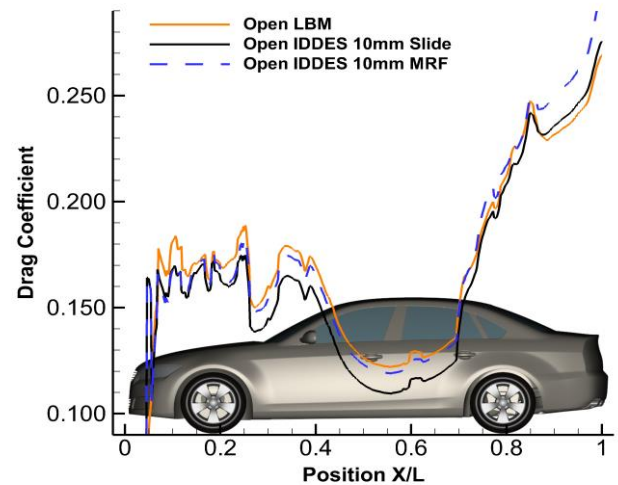 Open LBM
Open IDDES 10mm Slide
Open IDDES 10mm MRF
0.250
0.200
0.150
0.100
Drag Coefficient
0 0.2 0.4 0.6 0.8 1
Position X/L